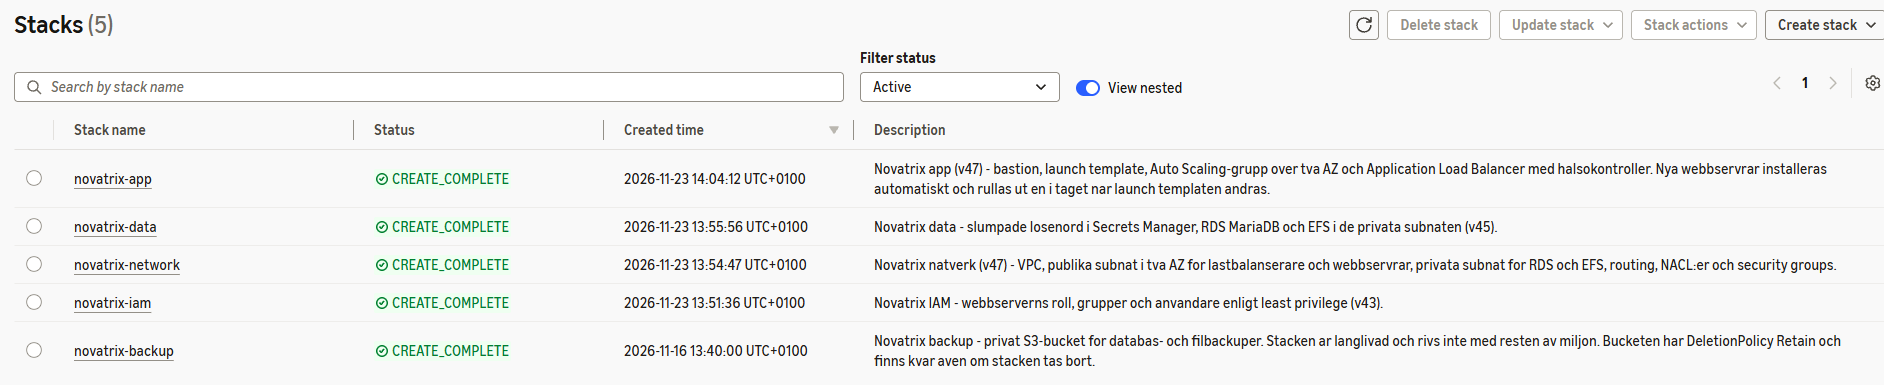 Stacks (5)
Delete stack
Update stack
Stack actions
Create stack
Filter status
Search by stack name
Active
View nested
1
Stack name
Status
Created time
Description
novatrix-app
CREATE_COMPLETE
2026-11-23 14:04:12 UTC+0100
Novatrix app (v47) - bastion, launch template, Auto Scaling-grupp over tva AZ och Application Load Balancer med halsokontroller. Nya webbservrar installeras
automatiskt och rullas ut en i taget nar launch templaten andras.
novatrix-data
CREATE_COMPLETE
2026-11-23 13:55:56 UTC+0100
Novatrix data - slumpade losenord i Secrets Manager, RDS MariaDB och EFS i de privata subnaten (v45).
novatrix-network
CREATE_COMPLETE
2026-11-23 13:54:47 UTC+0100
Novatrix natverk (v47) - VPC, publika subnat i tva AZ for lastbalanserare och webbservrar, privata subnat for RDS och EFS, routing, NACL:er och security groups.
novatrix-iam
CREATE_COMPLETE
2026-11-23 13:51:36 UTC+0100
Novatrix IAM - webbserverns roll, grupper och anvandare enligt least privilege (v43).
novatrix-backup
CREATE_COMPLETE
2026-11-16 13:40:00 UTC+0100
Novatrix backup - privat S3-bucket for databas- och filbackuper. Stacken ar langlivad och rivs inte med resten av miljon. Bucketen har DeletionPolicy Retain och
finns kvar aven om stacken tas bort.